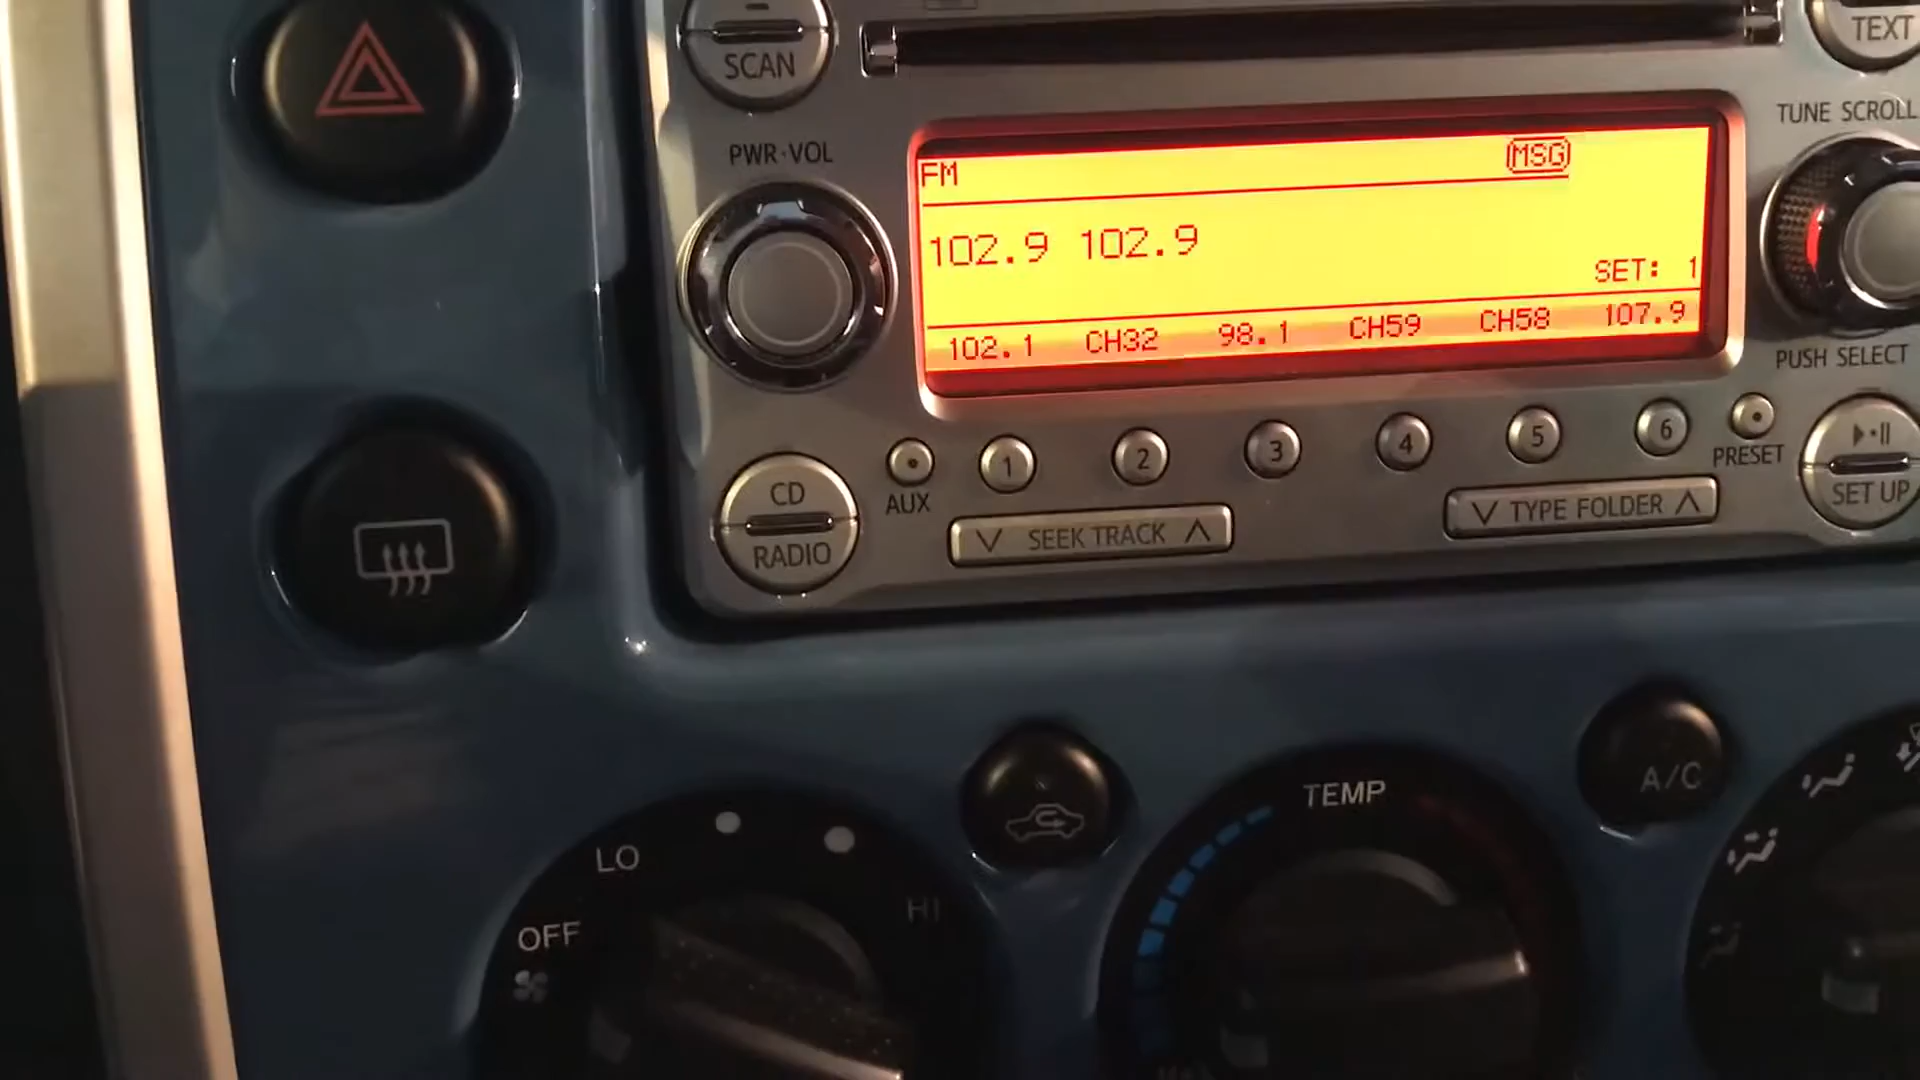 SCAN
TEXT
PWR·VOL
TUNE SCROLL
FM
MSG
102.9 102.9
SET: 1
102.1 CH32 98.1 CH59 CH58 107.9
PUSH SELECT
AUX
1 2 3 4 5 6
PRESET
CD
RADIO
SEEK TRACK
TYPE FOLDER
SET UP
TEMP
A/C
LO
HI
OFF